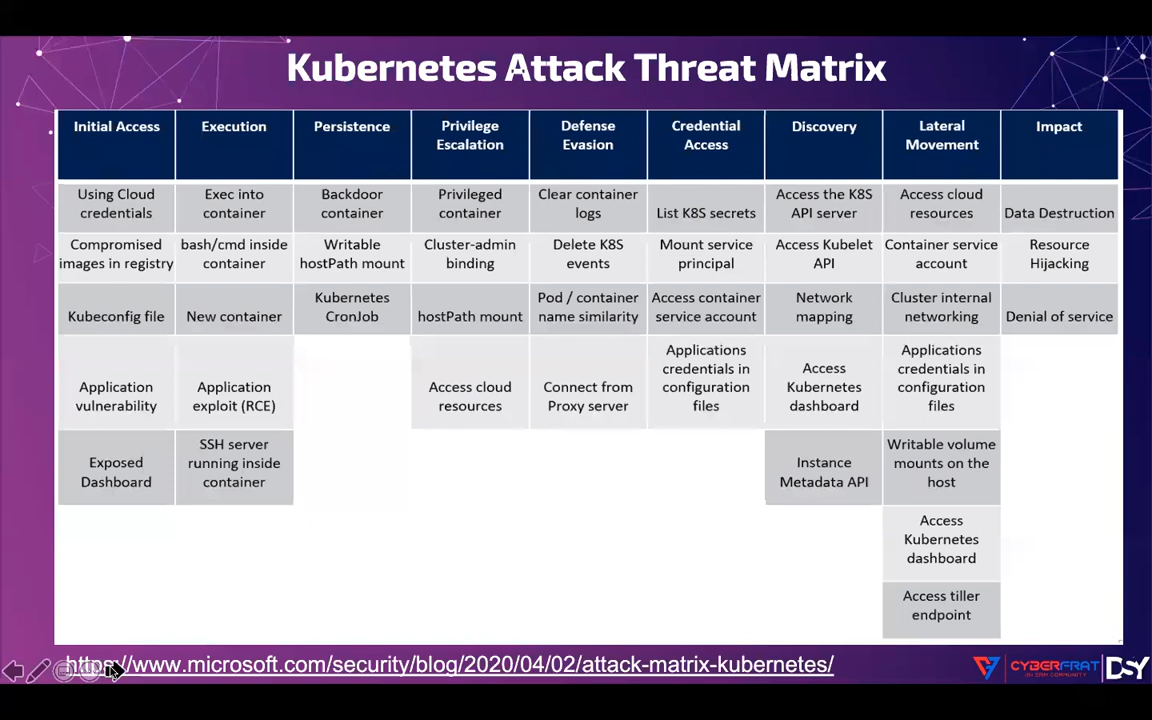 Kubernetes Attack Threat Matrix
Initial Access
Execution
Persistence
Privilege
Escalation
Defense
Evasion
Credential
Access
Discovery
Lateral
Movement
Impact
Using Cloud
credentials
Exec into
container
Backdoor
container
Privileged
container
Clear container
logs
List K8S secrets
Access the K8S
API server
Access cloud
resources
Data Destruction
Compromised
images in registry
bash/cmd inside
container
Writable
hostPath mount
Cluster-admin
binding
Delete K8S
events
Mount service
principal
Access Kubelet
API
Container service
account
Resource
Hijacking
Kubeconfig file
New container
Kubernetes
CronJob
hostPath mount
Pod / container
name similarity
Access container
service account
Network
mapping
Cluster internal
networking
Denial of service
Application
vulnerability
Application
exploit (RCE)
Access cloud
resources
Connect from
Proxy server
Applications
credentials in
configuration
files
Access
Kubernetes
dashboard
Applications
credentials in
configuration
files
Exposed
Dashboard
SSH server
running inside
container
Instance
Metadata API
Writable volume
mounts on the
host
Access
Kubernetes
dashboard
Access tiller
endpoint
https://www.microsoft.com/security/blog/2020/04/02/attack-matrix-kubernetes/
CYBERFRAT
DSY